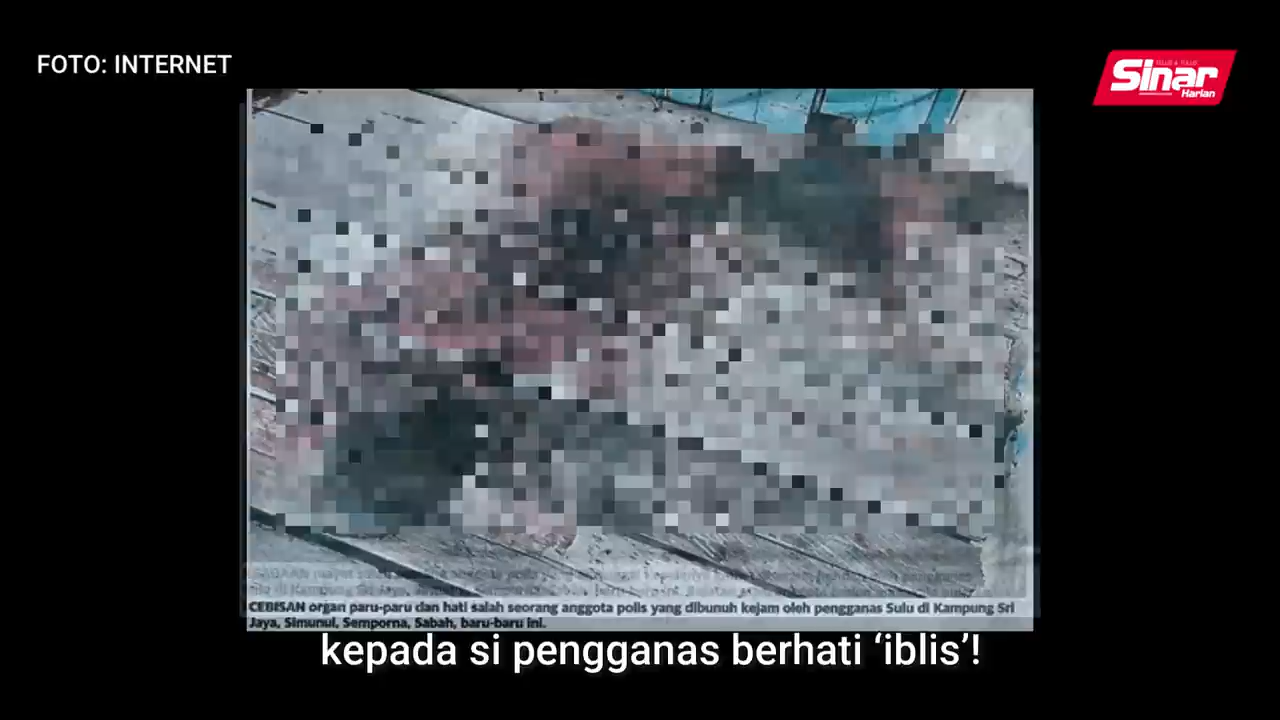 FOTO: INTERNET
Sinar
Harian
CEBISAN organ paru-paru dan hati salah seorang anggota polis yang dibunuh kejam oleh pengganas Sulu di Kampung Sri
Jaya, Simunul, Semporna, Sabah, baru-baru ini.
kepada si pengganas berhati ‘iblis’!